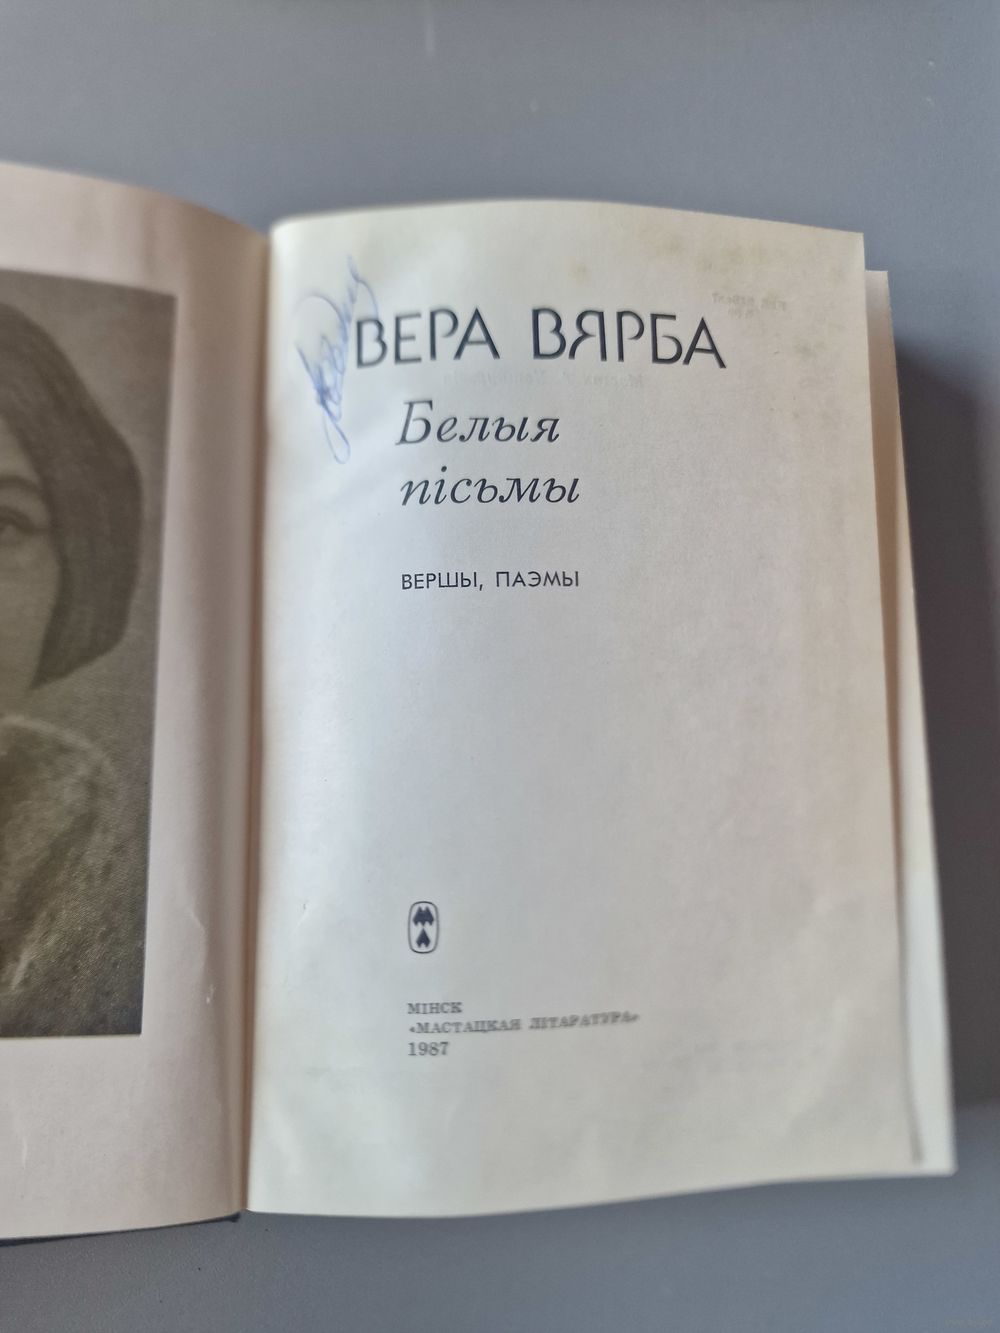 ВЕРА ВЯРБА
Белыя
пісьмы
ВЕРШЫ, ПАЭМЫ
МІНСК
«МАСТАЦКАЯ ЛІТАРАТУРА»
1987